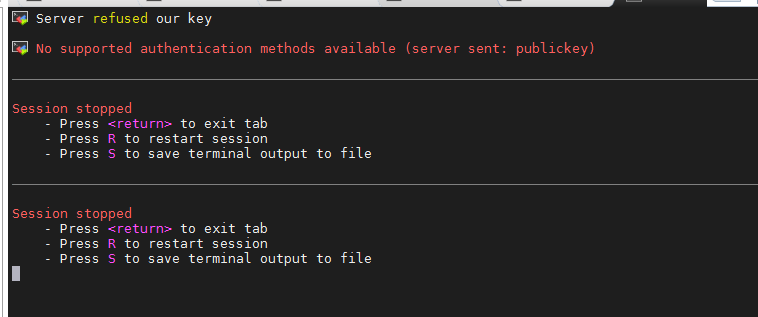 Server refused our key
No supported authentication methods available (server sent: publickey)
Session stopped
- Press <return> to exit tab
- Press R to restart session
- Press S to save terminal output to file
Session stopped
- Press <return> to exit tab
- Press R to restart session
- Press S to save terminal output to file